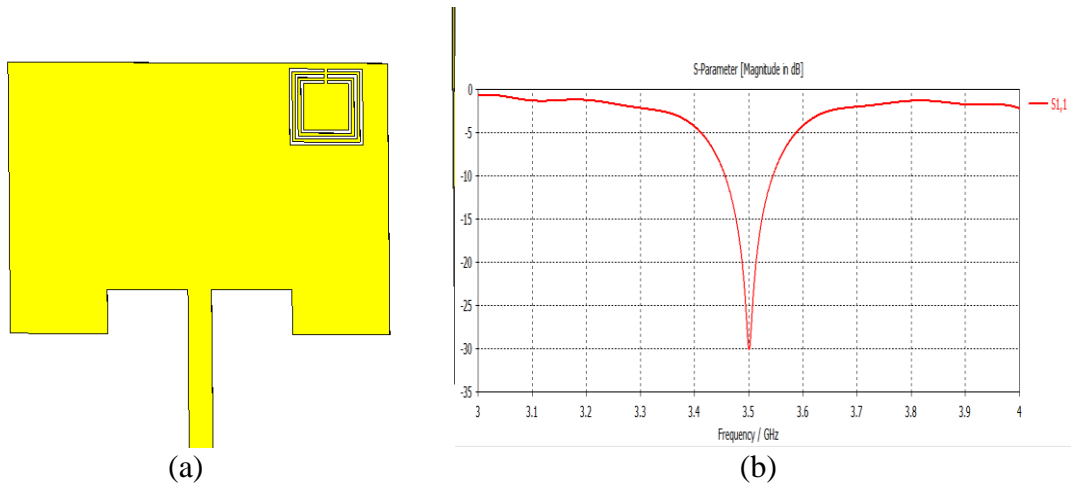 S-Parameter [Magnitude in dB]
0
-5
-10
-15
-20
-25
-30
-35
S1,1
3 3.1 3.2 3.3 3.4 3.5 3.6 3.7 3.8 3.9 4
Frequency / GHz
(a) (b)